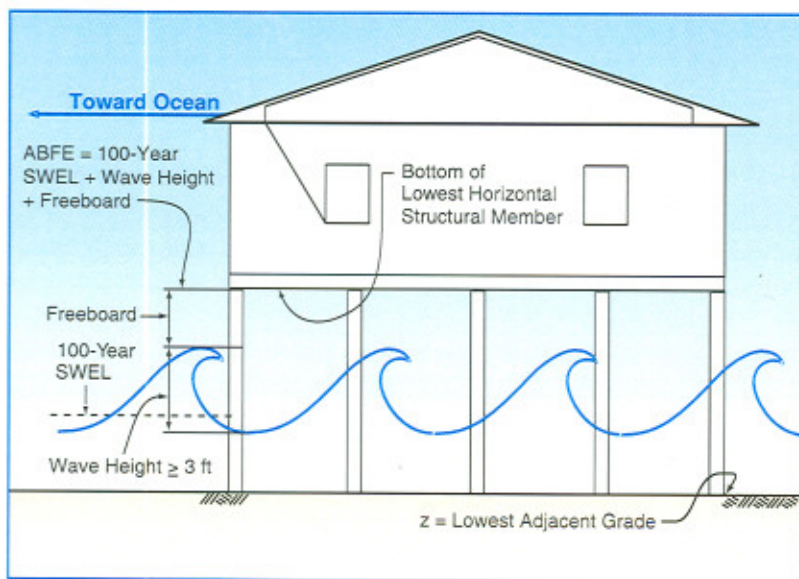 Toward Ocean
ABFE = 100-Year
SWEL + Wave Height
+ Freeboard
Bottom of
Lowest Horizontal
Structural Member
Freeboard
100-Year
SWEL
Wave Height ≥ 3 ft
z = Lowest Adjacent Grade